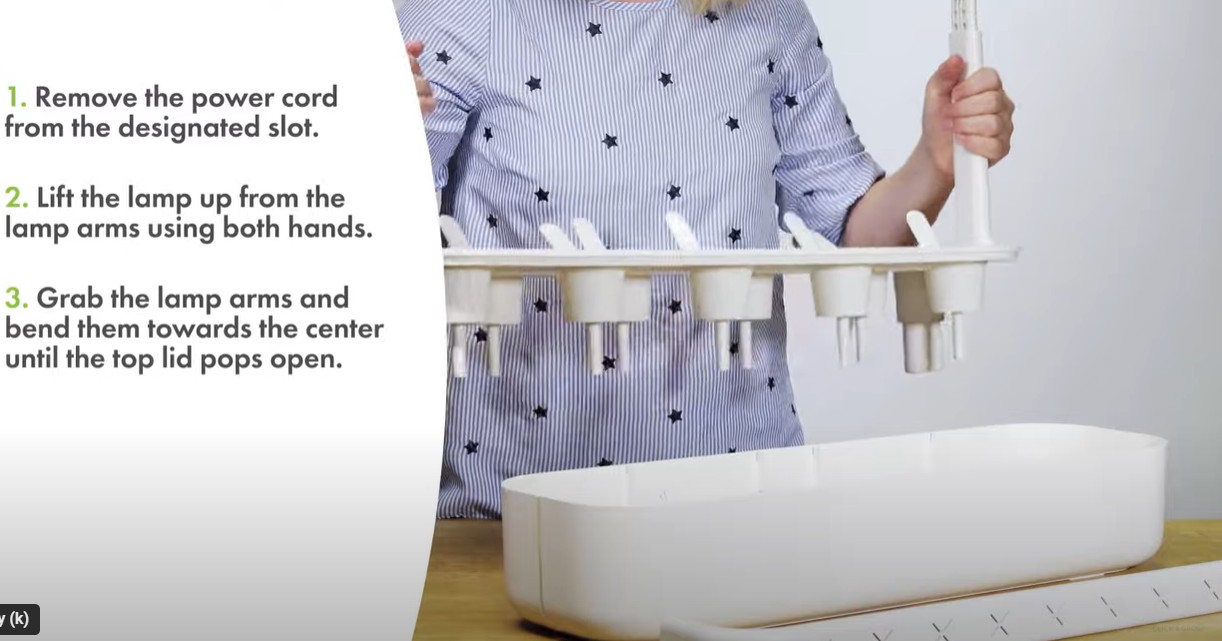 1. Remove the power cord
from the designated slot.
2. Lift the lamp up from the
lamp arms using both hands.
3. Grab the lamp arms and
bend them towards the center
until the top lid pops open.
y (k)